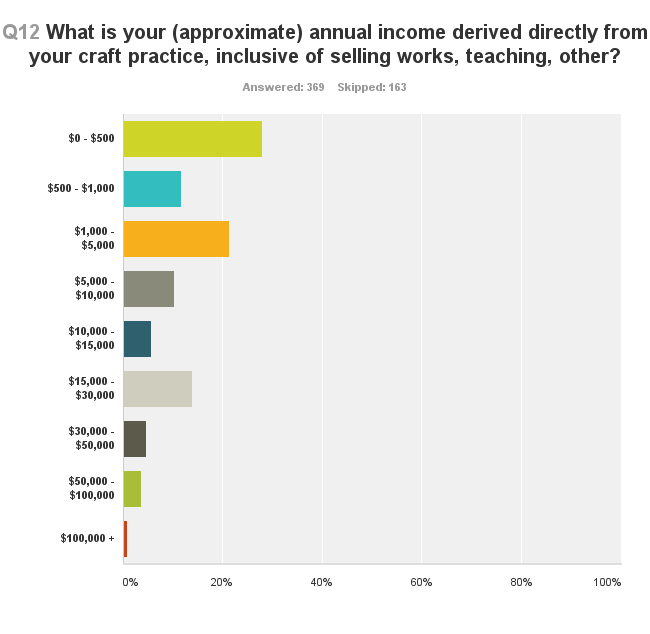 Q12 What is your (approximate) annual income derived directly from
your craft practice, inclusive of selling works, teaching, other?
Answered: 369 Skipped: 163
$0 - $500
$500 - $1,000
$1,000 -
$5,000
$5,000 -
$10,000
$10,000 -
$15,000
$15,000 -
$30,000
$30,000 -
$50,000
$50,000 -
$100,000
$100,000 +
0% 20% 40% 60% 80% 100%